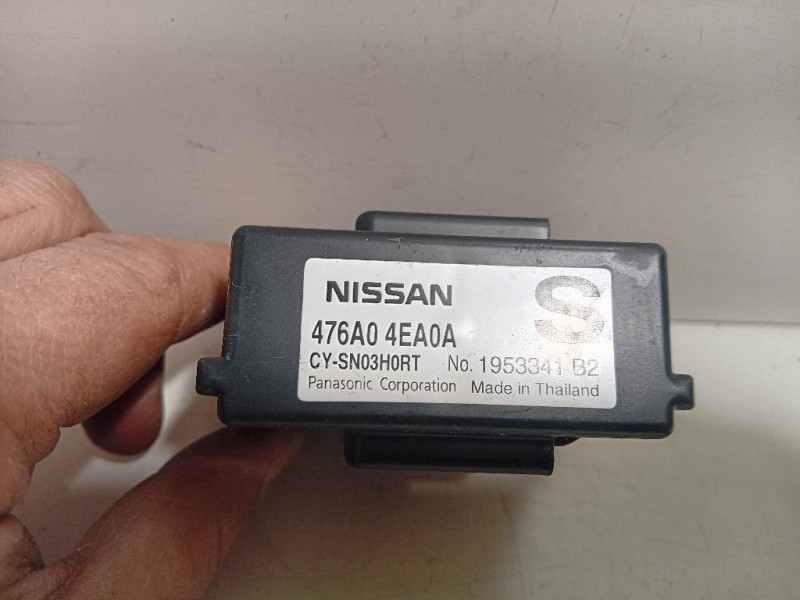 NISSAN S
476A0 4EA0A
CY-SN03H0RT No. 1953341 B2
Panasonic Corporation Made in Thailand